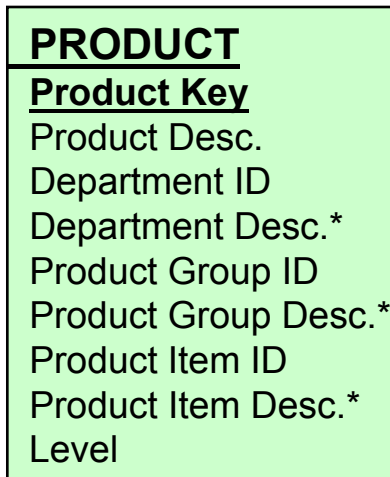 PRODUCT
Product Key
Product Desc.
Department ID
Department Desc.*
Product Group ID
Product Group Desc.*
Product Item ID
Product Item Desc.*
Level